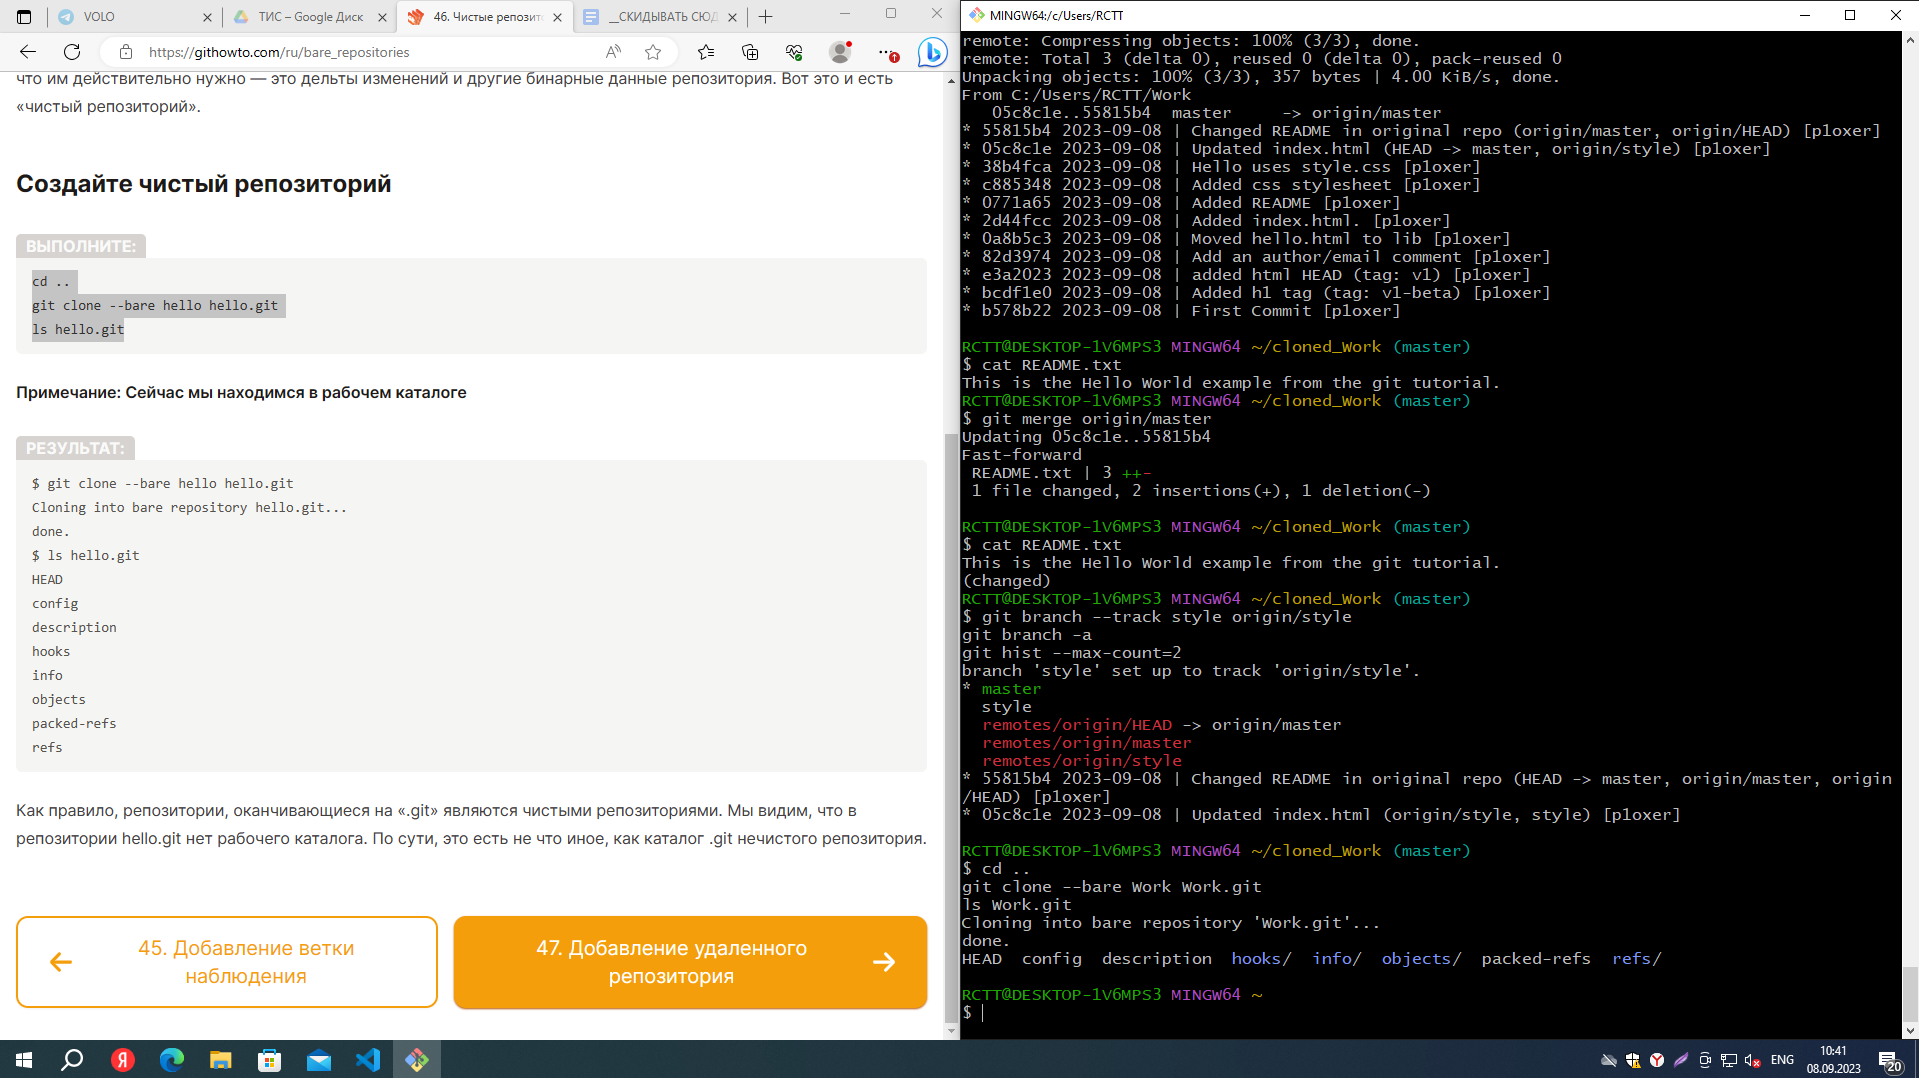 VOLO
ТИС – Google Диск
46. Чистые репозит
__СКИДЫВАТЬ СЮД
https://githowto.com/ru/bare_repositories
что им действительно нужно — это дельты изменений и другие бинарные данные репозитория. Вот это и есть
«чистый репозиторий».
Создайте чистый репозиторий
ВЫПОЛНИТЕ:
cd ..
git clone --bare hello hello.git
ls hello.git
Примечание: Сейчас мы находимся в рабочем каталоге
РЕЗУЛЬТАТ:
$ git clone --bare hello hello.git
Cloning into bare repository hello.git...
done.
$ ls hello.git
HEAD
config
description
hooks
info
objects
packed-refs
refs
Как правило, репозитории, оканчивающиеся на «.git» являются чистыми репозиториями. Мы видим, что в
репозитории hello.git нет рабочего каталога. По сути, это есть не что иное, как каталог .git нечистого репозитория.
45. Добавление ветки
наблюдения
47. Добавление удаленного
репозитория
MINGW64:/c/Users/RCTT
remote: Compressing objects: 100% (3/3), done.
remote: Total 3 (delta 0), reused 0 (delta 0), pack-reused 0
Unpacking objects: 100% (3/3), 357 bytes | 4.00 KiB/s, done.
From C:/Users/RCTT/Work
05c8c1e..55815b4  master     -> origin/master
* 55815b4 2023-09-08 | Changed README in original repo (origin/master, origin/HEAD) [p1oxer]
* 05c8c1e 2023-09-08 | Updated index.html (HEAD -> master, origin/style) [p1oxer]
* 38b4fca 2023-09-08 | Hello uses style.css [p1oxer]
* c885348 2023-09-08 | Added css stylesheet [p1oxer]
* 0771a65 2023-09-08 | Added README [p1oxer]
* 2d44fcc 2023-09-08 | Added index.html. [p1oxer]
* 0a8b5c3 2023-09-08 | Moved hello.html to lib [p1oxer]
* 82d3974 2023-09-08 | Add an author/email comment [p1oxer]
* e3a2023 2023-09-08 | added html HEAD (tag: v1) [p1oxer]
* bcdf1e0 2023-09-08 | Added h1 tag (tag: v1-beta) [p1oxer]
* b578b22 2023-09-08 | First Commit [p1oxer]
RCTT@DESKTOP-1V6MPS3 MINGW64 ~/cloned_Work (master)
$ cat README.txt
This is the Hello World example from the git tutorial.
RCTT@DESKTOP-1V6MPS3 MINGW64 ~/cloned_Work (master)
$ git merge origin/master
Updating 05c8c1e..55815b4
Fast-forward
README.txt | 3 ++-
1 file changed, 2 insertions(+), 1 deletion(-)
RCTT@DESKTOP-1V6MPS3 MINGW64 ~/cloned_Work (master)
$ cat README.txt
This is the Hello World example from the git tutorial.
(changed)
RCTT@DESKTOP-1V6MPS3 MINGW64 ~/cloned_Work (master)
$ git branch --track style origin/style
git branch -a
git hist --max-count=2
branch 'style' set up to track 'origin/style'.
* master
style
remotes/origin/HEAD -> origin/master
remotes/origin/master
remotes/origin/style
* 55815b4 2023-09-08 | Changed README in original repo (HEAD -> master, origin/master, origin
/HEAD) [p1oxer]
* 05c8c1e 2023-09-08 | Updated index.html (origin/style, style) [p1oxer]
RCTT@DESKTOP-1V6MPS3 MINGW64 ~/cloned_Work (master)
$ cd ..
git clone --bare Work Work.git
ls Work.git
Cloning into bare repository 'Work.git'...
done.
HEAD  config  description  hooks/  info/  objects/  packed-refs  refs/
RCTT@DESKTOP-1V6MPS3 MINGW64 ~
$
ENG
10:41
08.09.2023
20